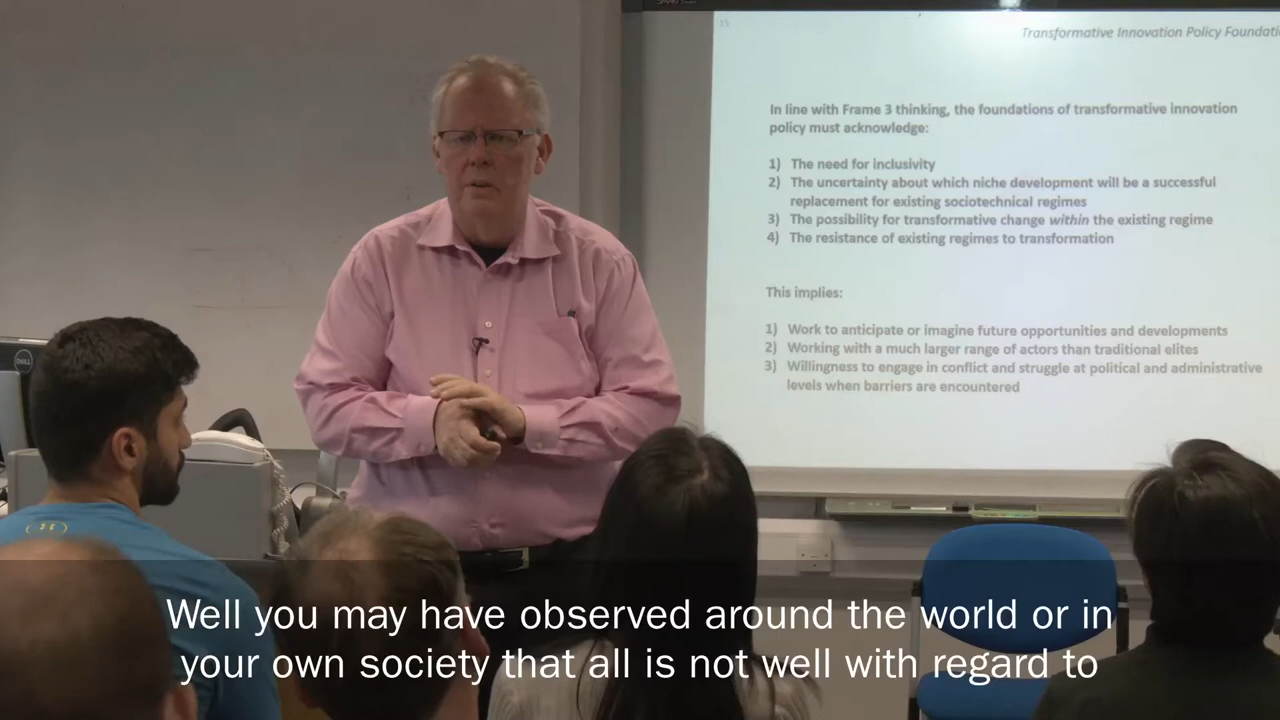 15
Transformative Innovation Policy Foundati
In line with Frame 3 thinking, the foundations of transformative innovation
policy must acknowledge:
1) The need for inclusivity
2) The uncertainty about which niche development will be a successful
replacement for existing sociotechnical regimes
3) The possibility for transformative change within the existing regime
4) The resistance of existing regimes to transformation
This implies:
1) Work to anticipate or imagine future opportunities and developments
2) Working with a much larger range of actors than traditional elites
3) Willingness to engage in conflict and struggle at political and administrative
levels when barriers are encountered
DELL
Well you may have observed around the world or in
your own society that all is not well with regard to